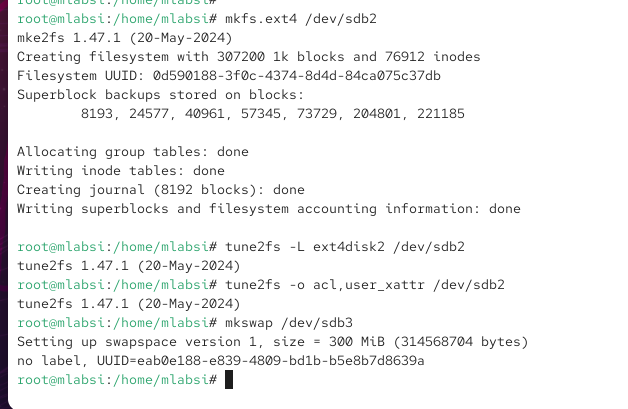 root@mlabsi:/home/mlabsi#
root@mlabsi:/home/mlabsi# mkfs.ext4 /dev/sdb2
mke2fs 1.47.1 (20-May-2024)
Creating filesystem with 307200 1k blocks and 76912 inodes
Filesystem UUID: 0d590188-3f0c-4374-8d4d-84ca075c37db
Superblock backups stored on blocks:
        8193, 24577, 40961, 57345, 73729, 204801, 221185

Allocating group tables: done
Writing inode tables: done
Creating journal (8192 blocks): done
Writing superblocks and filesystem accounting information: done

root@mlabsi:/home/mlabsi# tune2fs -L ext4disk2 /dev/sdb2
tune2fs 1.47.1 (20-May-2024)
root@mlabsi:/home/mlabsi# tune2fs -o acl,user_xattr /dev/sdb2
tune2fs 1.47.1 (20-May-2024)
root@mlabsi:/home/mlabsi# mkswap /dev/sdb3
Setting up swapspace version 1, size = 300 MiB (314568704 bytes)
no label, UUID=eab0e188-e839-4809-bd1b-b5e8b7d8639a
root@mlabsi:/home/mlabsi#